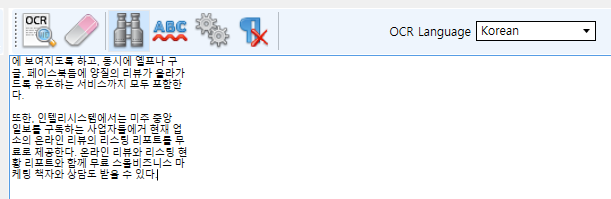 OCR
ABC
OCR Language
Korean
에 보여지도록 하고, 동시에 옐프나 구
글, 페이스북등에 양질의 리뷰가 올라가
드록 유도하는 서비스까지 모두 포함한
다.
또한, 인텔리시스템에서는 미주 중앙
일보를 구독하는 사업자들에거 현재 업
소의 온라인 리뷰의 리스팅 리포트를 무
료로 제공한다. 온라인 리뷰와 리스팅 현
황 리포트와 함께 무료 스몰비즈니스 마
케팅 책자와 상담도 받을 수 있다.